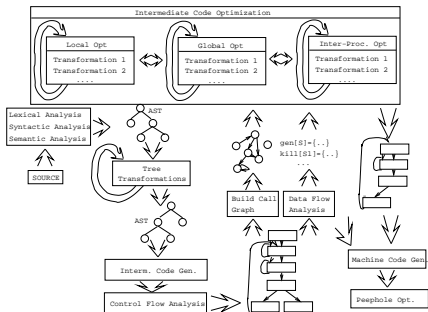 Intermediate Code Optimization
Local Opt
Transformation 1
Transformation 2
....
Global Opt
Transformation 1
Transformation 2
....
Inter-Proc. Opt
Transformation 1
Transformation 2
....
Lexical Analysis
Syntactic Analysis
Semantic Analysis
AST
SOURCE
Tree
Transformations
gen[S]={..}
kill[S1]={..}
...
AST
Build Call
Graph
Data Flow
Analysis
Interm. Code Gen.
Machine Code Gen.
Control Flow Analysis
Peephole Opt.